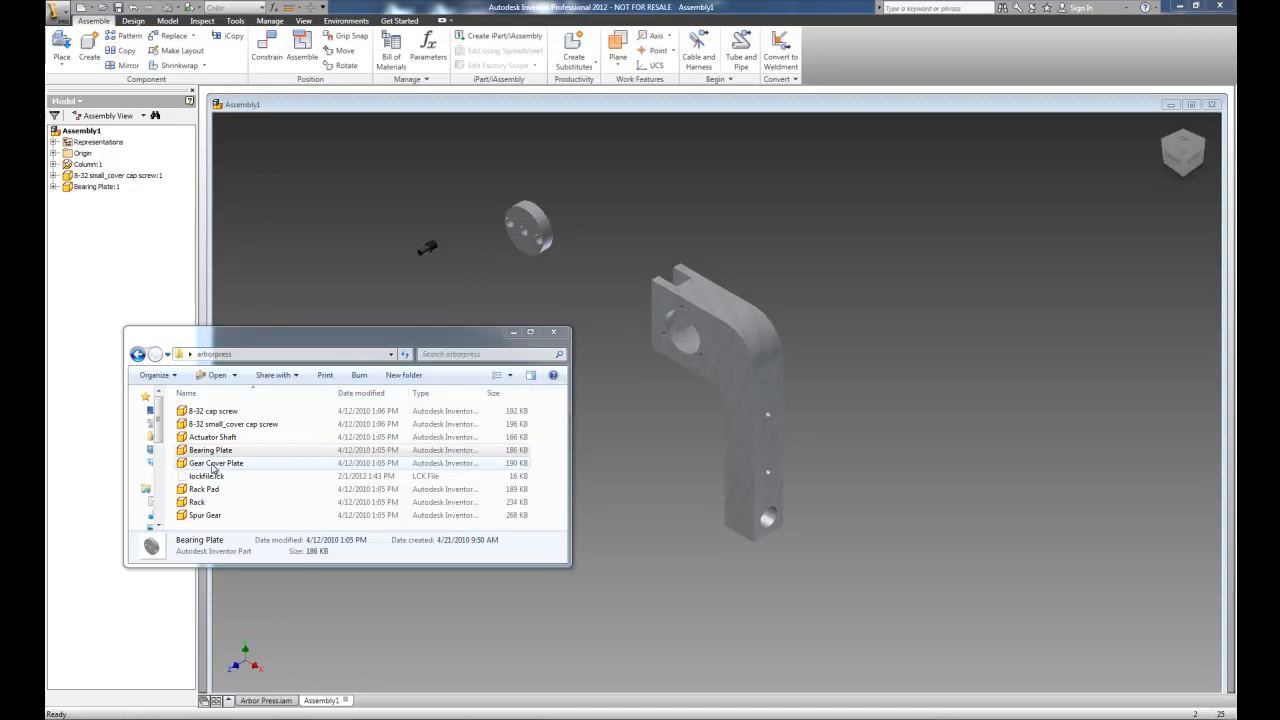 Color
Autodesk Inventor Professional 2012 - NOT FOR RESALE Assembly1
Type a keyword or phrase
Sign In
PRO
Assemble Design Model Inspect Tools Manage View Environments Get Started
Place
Create
Pattern
Copy
Mirror
Replace
Make Layout
Shrinkwrap
iCopy
Component
Constrain
Assemble
Grip Snap
Move
Rotate
Position
Bill of
Materials
fx
Parameters
Manage
Create iPart/iAssembly
Edit using Spreadsheet
Edit Factory Scope
iPart/iAssembly
Create
Substitutes
Productivity
Plane
Axis
Point
UCS
Work Features
Cable and
Harness
Tube and
Pipe
Begin
Convert to
Weldment
Convert
Model
Assembly View
Assembly1
Representations
Origin
Column:1
8-32 small_cover cap screw:1
Bearing Plate:1
Assembly1
arborpress
Search arborpress
Organize Open Share with Print Burn New folder
Name Date modified Type Size
8-32 cap screw 4/12/2010 1:06 PM Autodesk Inventor... 192 KB
8-32 small_cover cap screw 4/12/2010 1:06 PM Autodesk Inventor... 196 KB
Actuator Shaft 4/12/2010 1:05 PM Autodesk Inventor... 166 KB
Bearing Plate 4/12/2010 1:05 PM Autodesk Inventor... 186 KB
Gear Cover Plate 4/12/2010 1:05 PM Autodesk Inventor... 190 KB
lockfile.lck 2/1/2012 1:43 PM LCK File 16 KB
Rack Pad 4/12/2010 1:05 PM Autodesk Inventor... 189 KB
Rack 4/12/2010 1:05 PM Autodesk Inventor... 234 KB
Spur Gear 4/12/2010 1:05 PM Autodesk Inventor... 268 KB
Bearing Plate Date modified: 4/12/2010 1:05 PM Date created: 4/21/2010 9:50 AM
Autodesk Inventor Part Size: 186 KB
Y
Z
X
Arbor Press.iam Assembly1
Ready 2 25